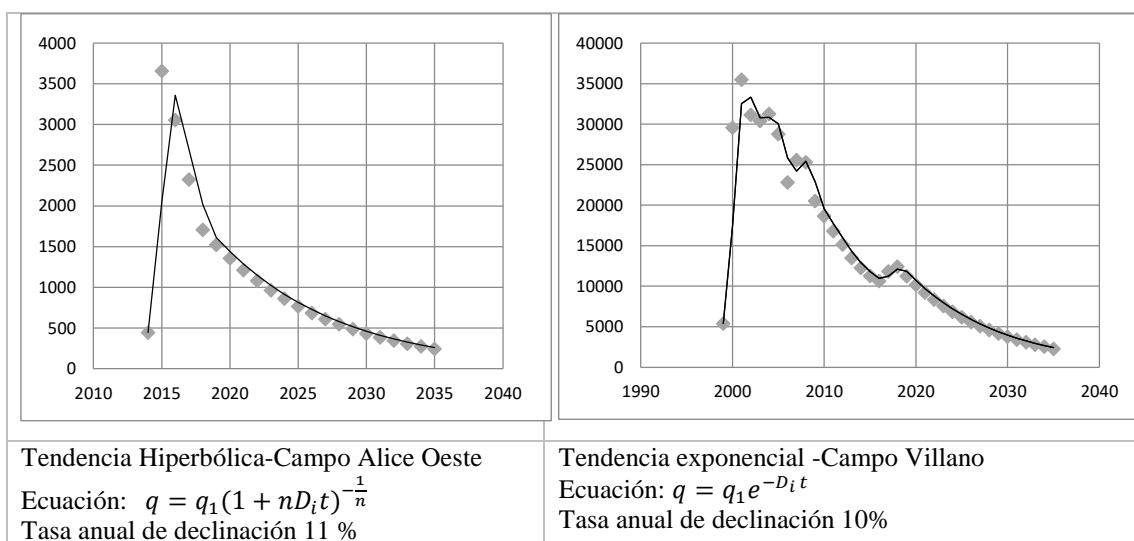 4000
3500
3000
2500
2000
1500
1000
500
0
2010 2015 2020 2025 2030 2035 2040
40000
35000
30000
25000
20000
15000
10000
5000
0
1990 2000 2010 2020 2030 2040
Tendencia Hiperbólica-Campo Alice Oeste
Ecuación: q = q₁(1 + nDᵢt)^(-1/n)
Tasa anual de declinación 11 %
Tendencia exponencial -Campo Villano
Ecuación: q = q₁e^(-Dᵢ t)
Tasa anual de declinación 10%